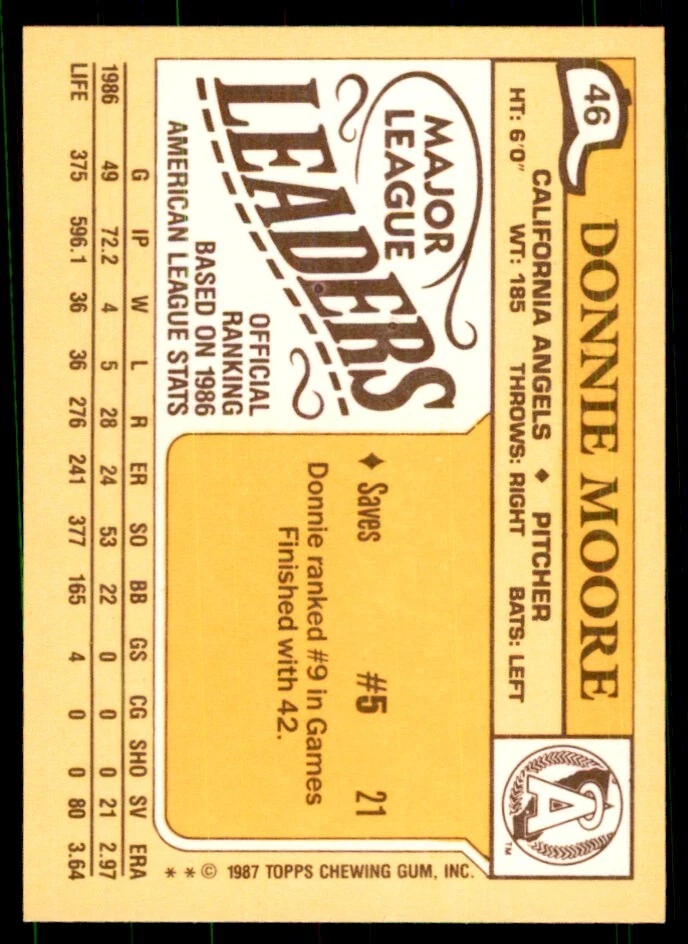 46
DONNIE MOORE
CALIFORNIA ANGELS ♦ PITCHER
HT: 6'0" WT: 185 THROWS: RIGHT BATS: LEFT
A
TM
MAJOR
LEAGUE
LEADERS
OFFICIAL
RANKING
BASED ON 1986
AMERICAN LEAGUE STATS
♦ Saves #5 21
Donnie ranked #9 in Games
Finished with 42.
* * © 1987 TOPPS CHEWING GUM, INC.
G IP W L R ER SO BB GS CG SHO SV ERA
1986 49 72.2 4 5 28 24 53 22 0 0 0 21 2.97
LIFE 375 596.1 36 36 276 241 377 165 4 0 0 80 3.64